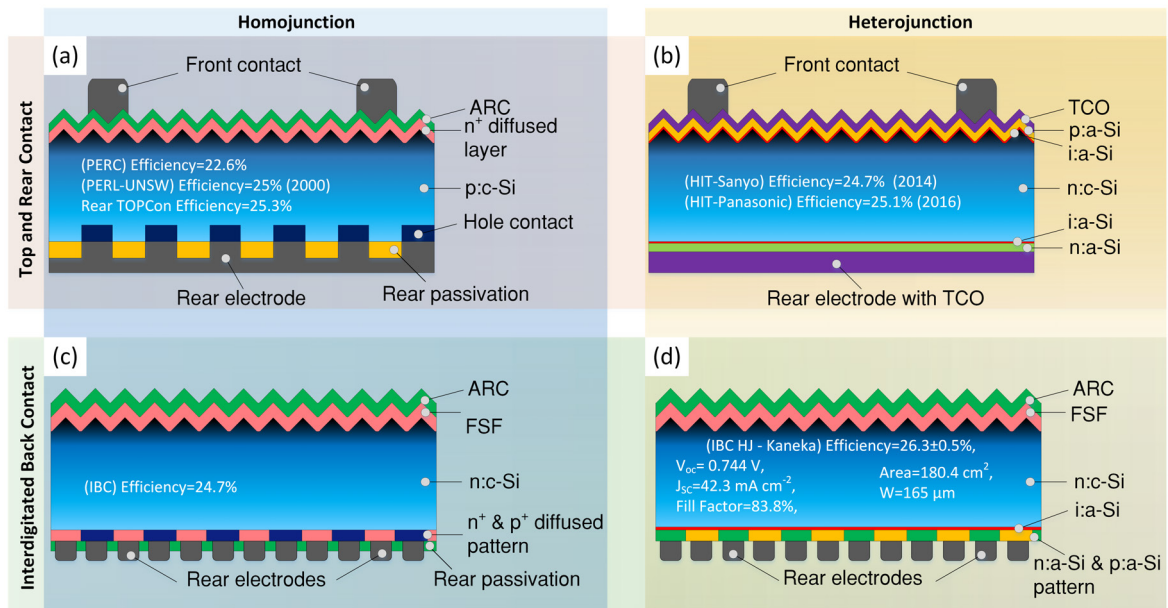 Homojunction
Heterojunction
Top and Rear Contact
(a)
Front contact
ARC
n+ diffused
layer
(PERC) Efficiency=22.6%
(PERL-UNSW) Efficiency=25% (2000)
Rear TOPCon Efficiency=25.3%
p:c-Si
Hole contact
Rear electrode
Rear passivation
(b)
Front contact
TCO
p:a-Si
i:a-Si
(HIT-Sanyo) Efficiency=24.7% (2014)
(HIT-Panasonic) Efficiency=25.1% (2016)
n:c-Si
i:a-Si
n:a-Si
Rear electrode with TCO
Interdigitated Back Contact
(c)
ARC
FSF
(IBC) Efficiency=24.7%
n:c-Si
n+ & p+ diffused
pattern
Rear electrodes
Rear passivation
(d)
ARC
FSF
(IBC HJ - Kaneka) Efficiency=26.3±0.5%,
Voc= 0.744 V,
JSC=42.3 mA cm-2,
Fill Factor=83.8%,
Area=180.4 cm2,
W=165 µm
n:c-Si
i:a-Si
Rear electrodes
n:a-Si & p:a-Si
pattern